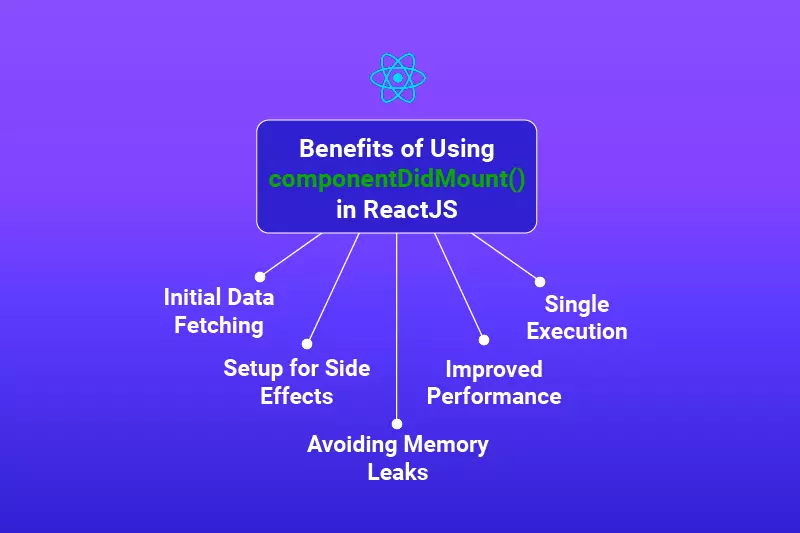 Benefits of Using
componentDidMount()
in ReactJS
Initial Data
Fetching
Setup for Side
Effects
Avoiding Memory
Leaks
Improved
Performance
Single
Execution